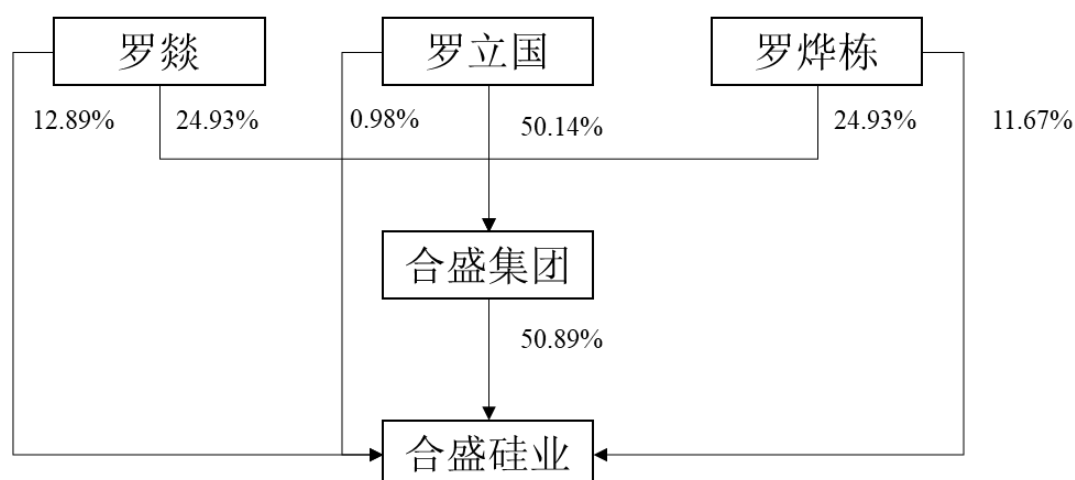 罗燚
罗立国
罗烨栋
12.89%
24.93%
0.98%
50.14%
24.93%
11.67%
合盛集团
50.89%
合盛硅业